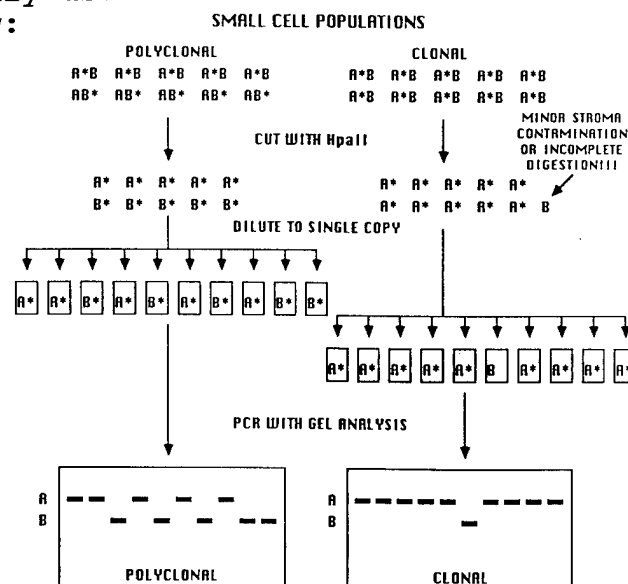 :
SMALL CELL POPULATIONS
POLYCLONAL
A*B A*B A*B A*B A*B
AB* AB* AB* AB* AB*
CLONAL
A*B A*B A*B A*B A*B
A*B A*B A*B A*B A*B
CUT WITH HpaII
MINOR STROMA
CONTAMINATION
OR INCOMPLETE
DIGESTION!!!
A* A* A* A* A*
B* B* B* B* B*
A* A* A* A* A*
A* A* A* A* A* B
DILUTE TO SINGLE COPY
A* A* B* A* B* A* B* A* B* B*
A* A* A* A* A* B A* A* A* A*
PCR WITH GEL ANALYSIS
A
B
POLYCLONAL
A
B
CLONAL